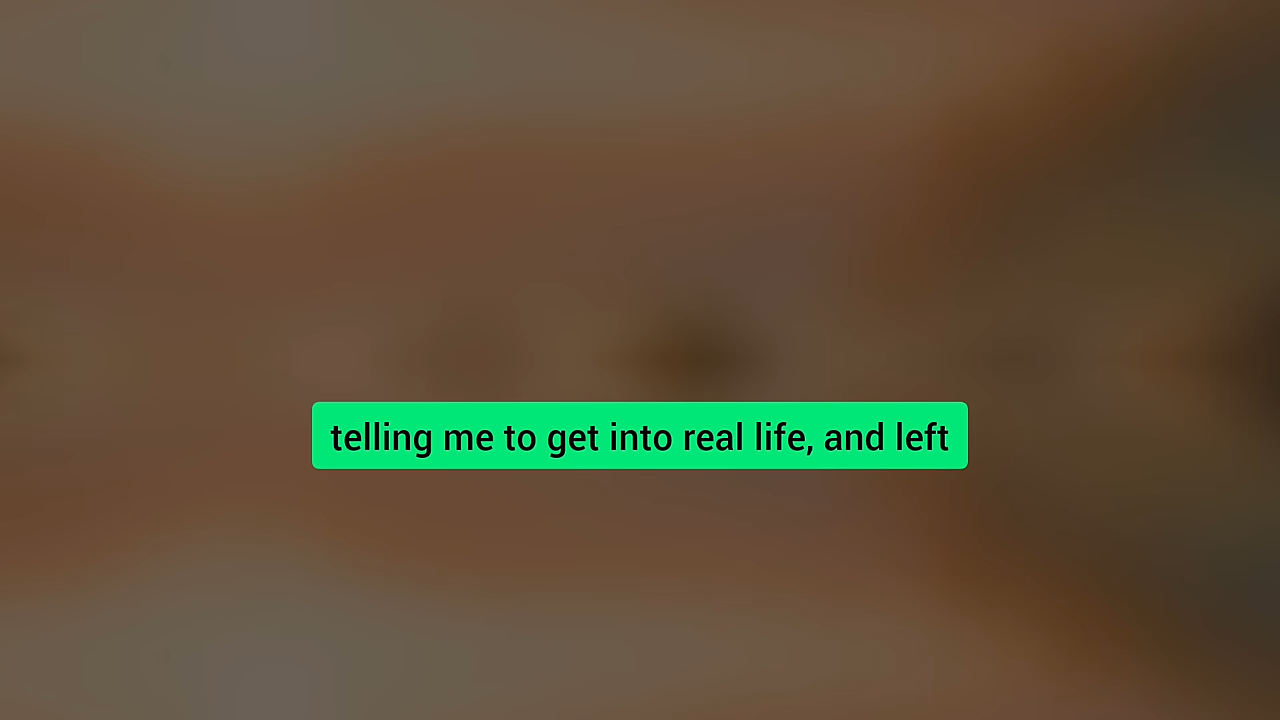 telling me to get into real life, and left